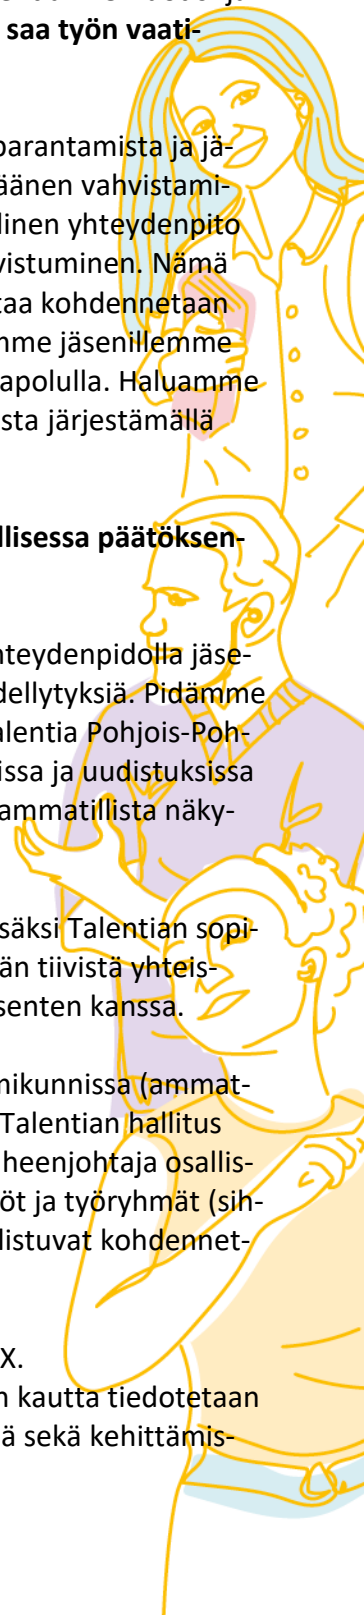 saa työn vaati-
parantamista ja jä-
äänen vahvistami-
linen yhteydenpito
vistuminen. Nämä
taa kohdennetaan
mme jäsenillemme
apolulla. Haluamme
sta järjestämällä
llisessa päätöksen-
hteydenpidolla jäse-
dellytyksiä. Pidämme
alentia Pohjois-Poh-
issa ja uudistuksissa
ammatillista näky-
säksi Talentian sopi-
än tiivistä yhteis-
senten kanssa.
mikunnissa (ammat-
Talentian hallitus
heenjohtaja osallis-
öt ja työryhmät (sih-
listuvat kohdennet-
X.
n kautta tiedotetaan
ä sekä kehittämis-